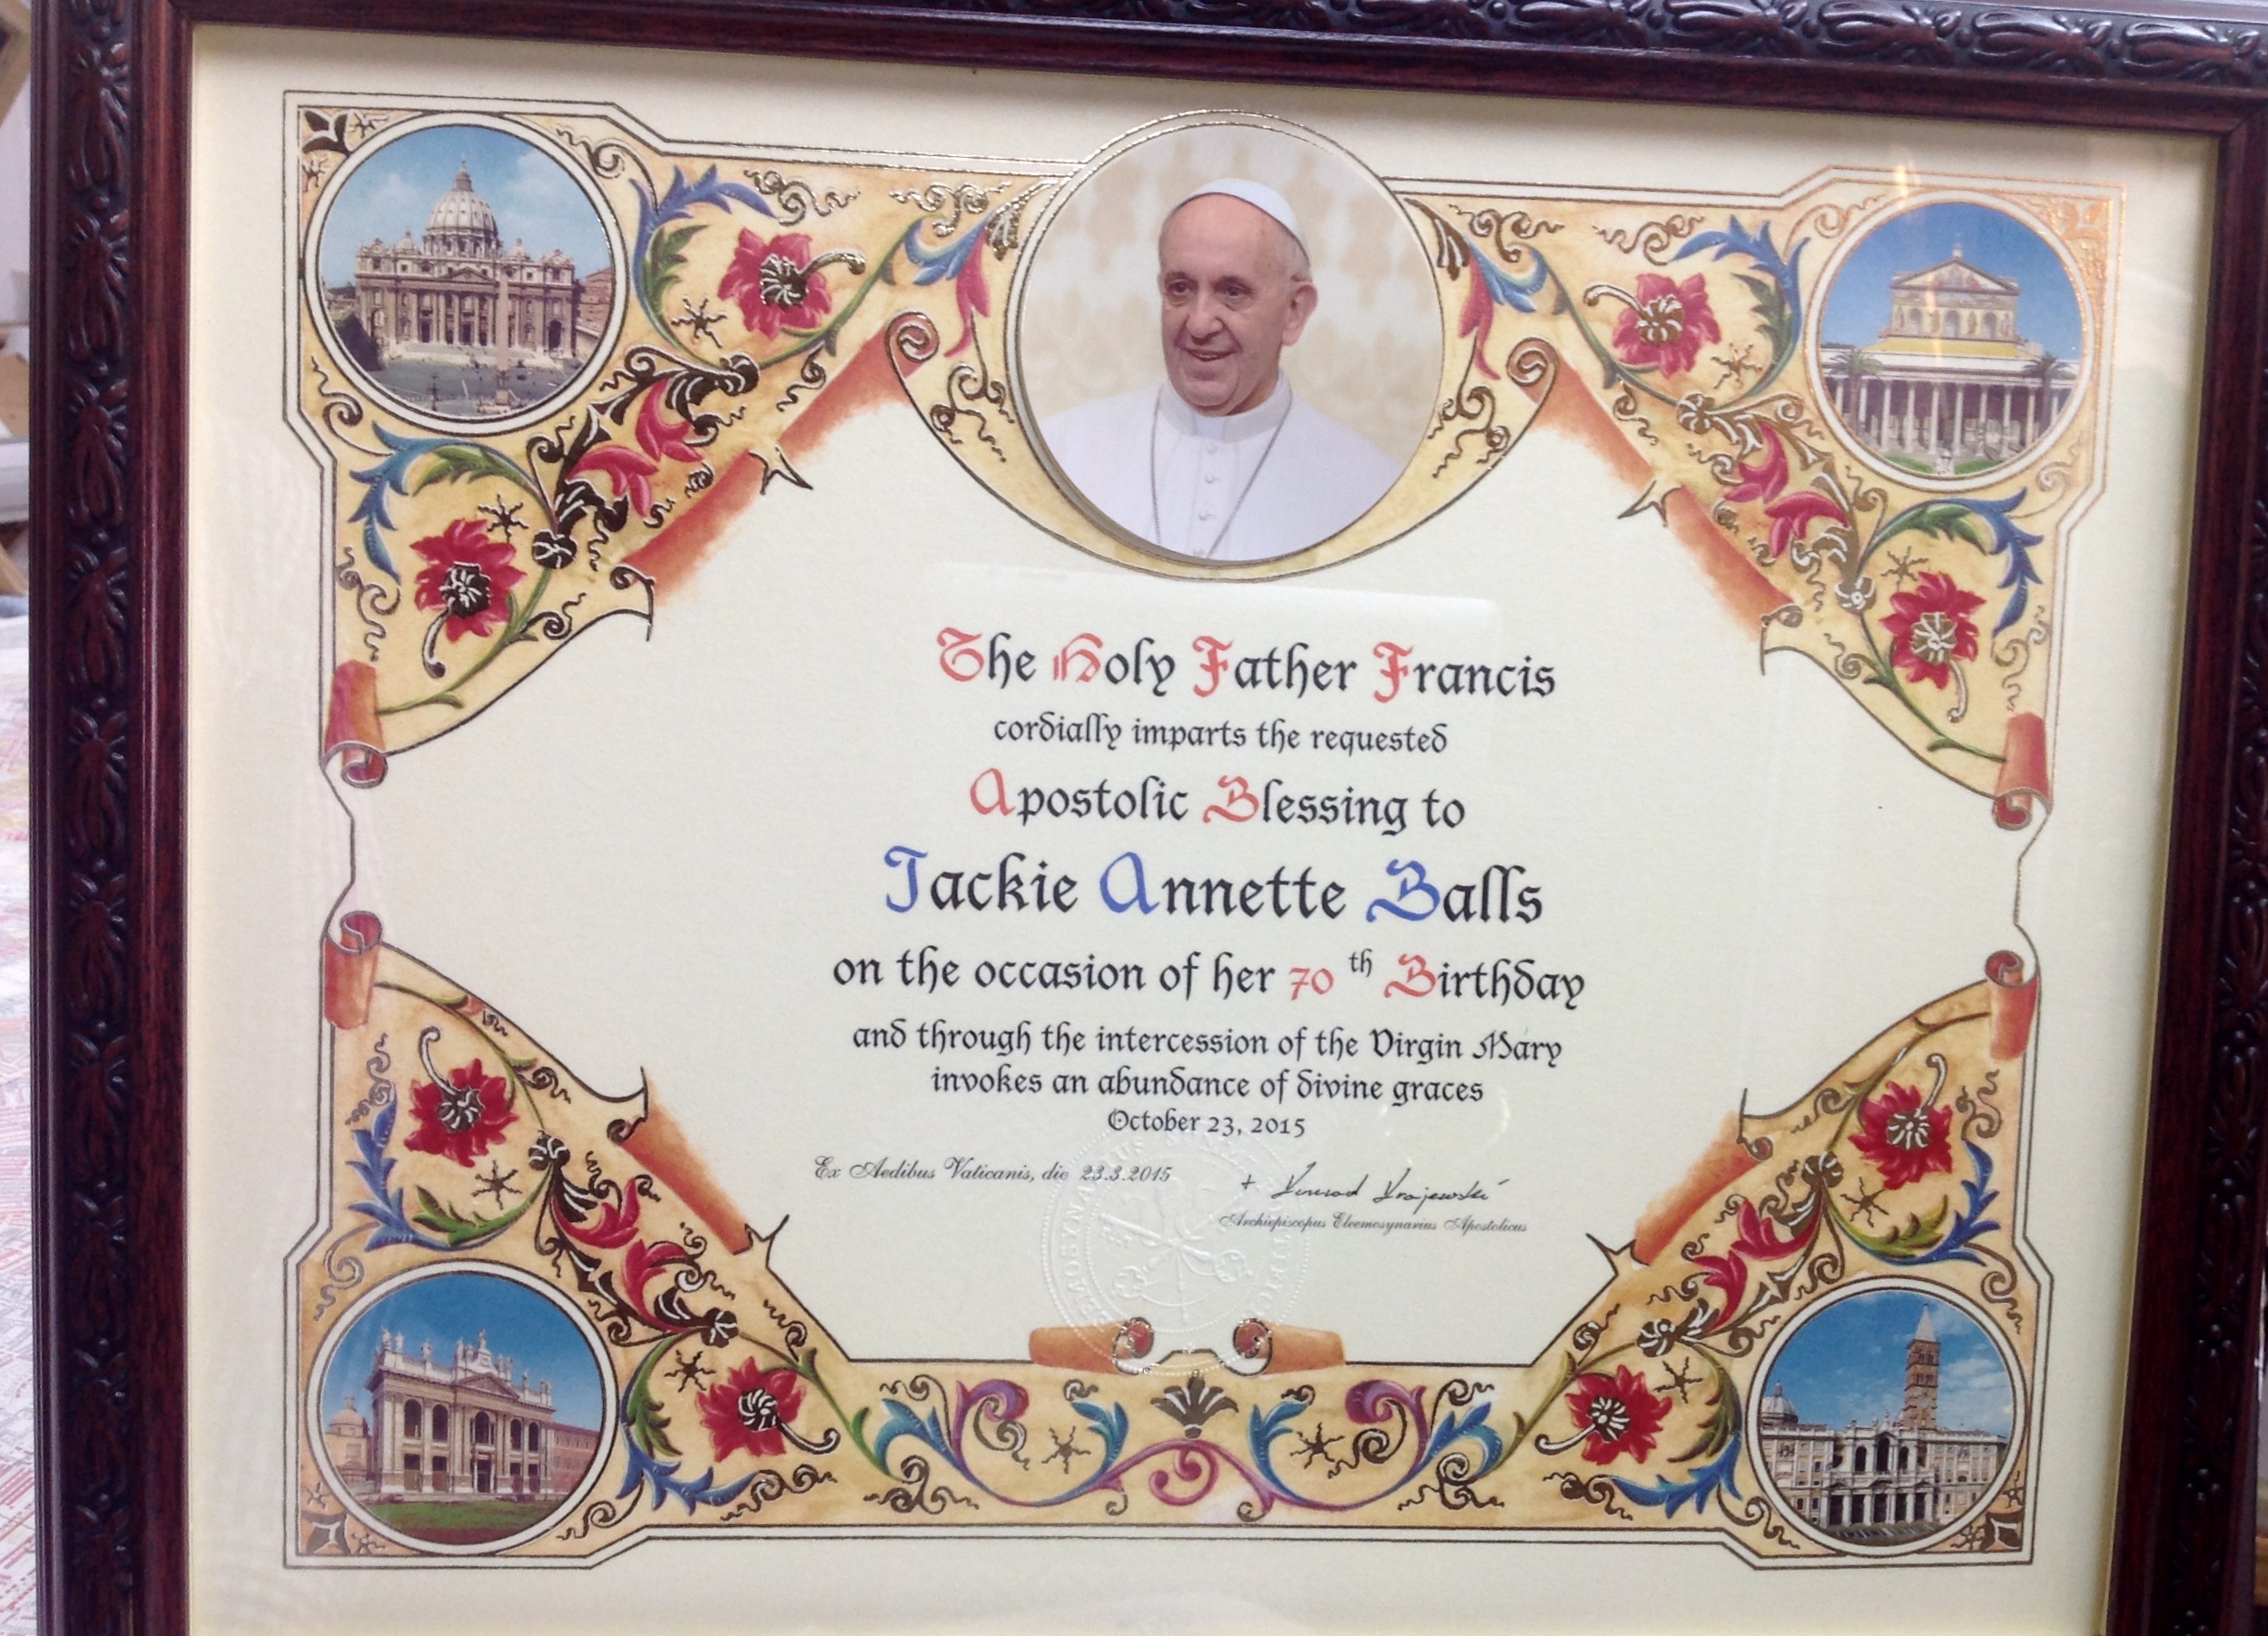 The Holy Father Francis
cordially imparts the requested
Apostolic Blessing to
Jackie Annette Balls
on the occasion of her 70 th Birthday
and through the intercession of the Virgin Mary
invokes an abundance of divine graces
October 23, 2015
Ex Aedibus Vaticanis, die 23.3.2015
+ Konrad Krajewski
Archiepiscopus Eleemosynarius Apostolicus